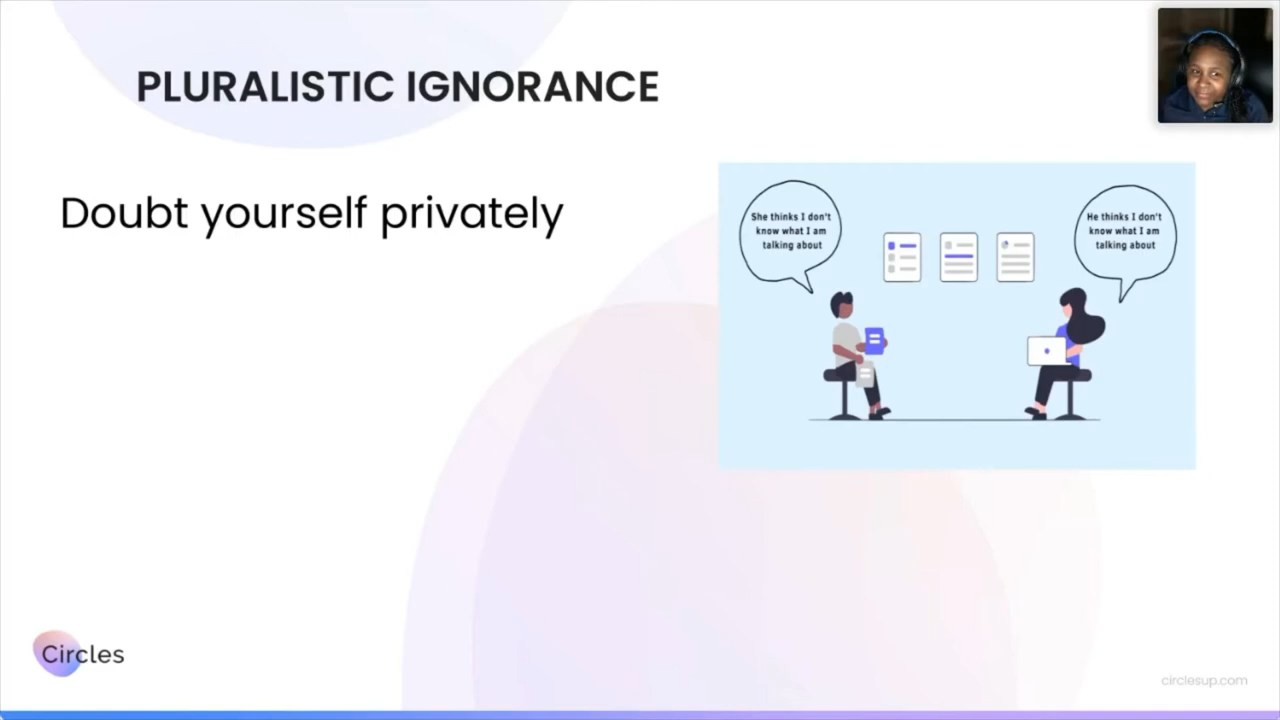 PLURALISTIC IGNORANCE
Doubt yourself privately
She thinks I don't
know what I am
talking about
He thinks I don't
know what I am
talking about
Circles
circlesup.com